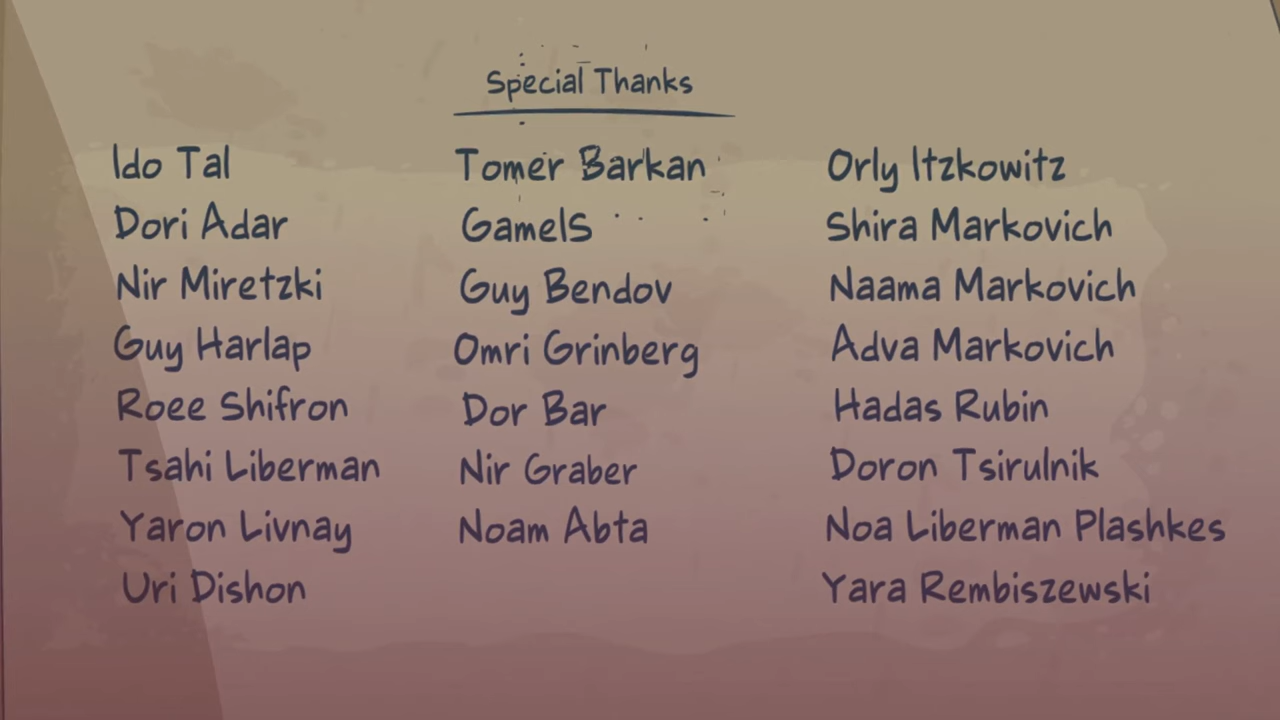 Special Thanks
Ido Tal
Dori Adar
Nir Miretzki
Guy Harlap
Roee Shifron
Tsahi Liberman
Yaron Livnay
Uri Dishon
Tomer Barkan
GameIS
Guy Bendov
Omri Grinberg
Dor Bar
Nir Graber
Noam Abta
Orly Itzkowitz
Shira Markovich
Naama Markovich
Adva Markovich
Hadas Rubin
Doron Tsirulnik
Noa Liberman Plashkes
Yara Rembiszewski